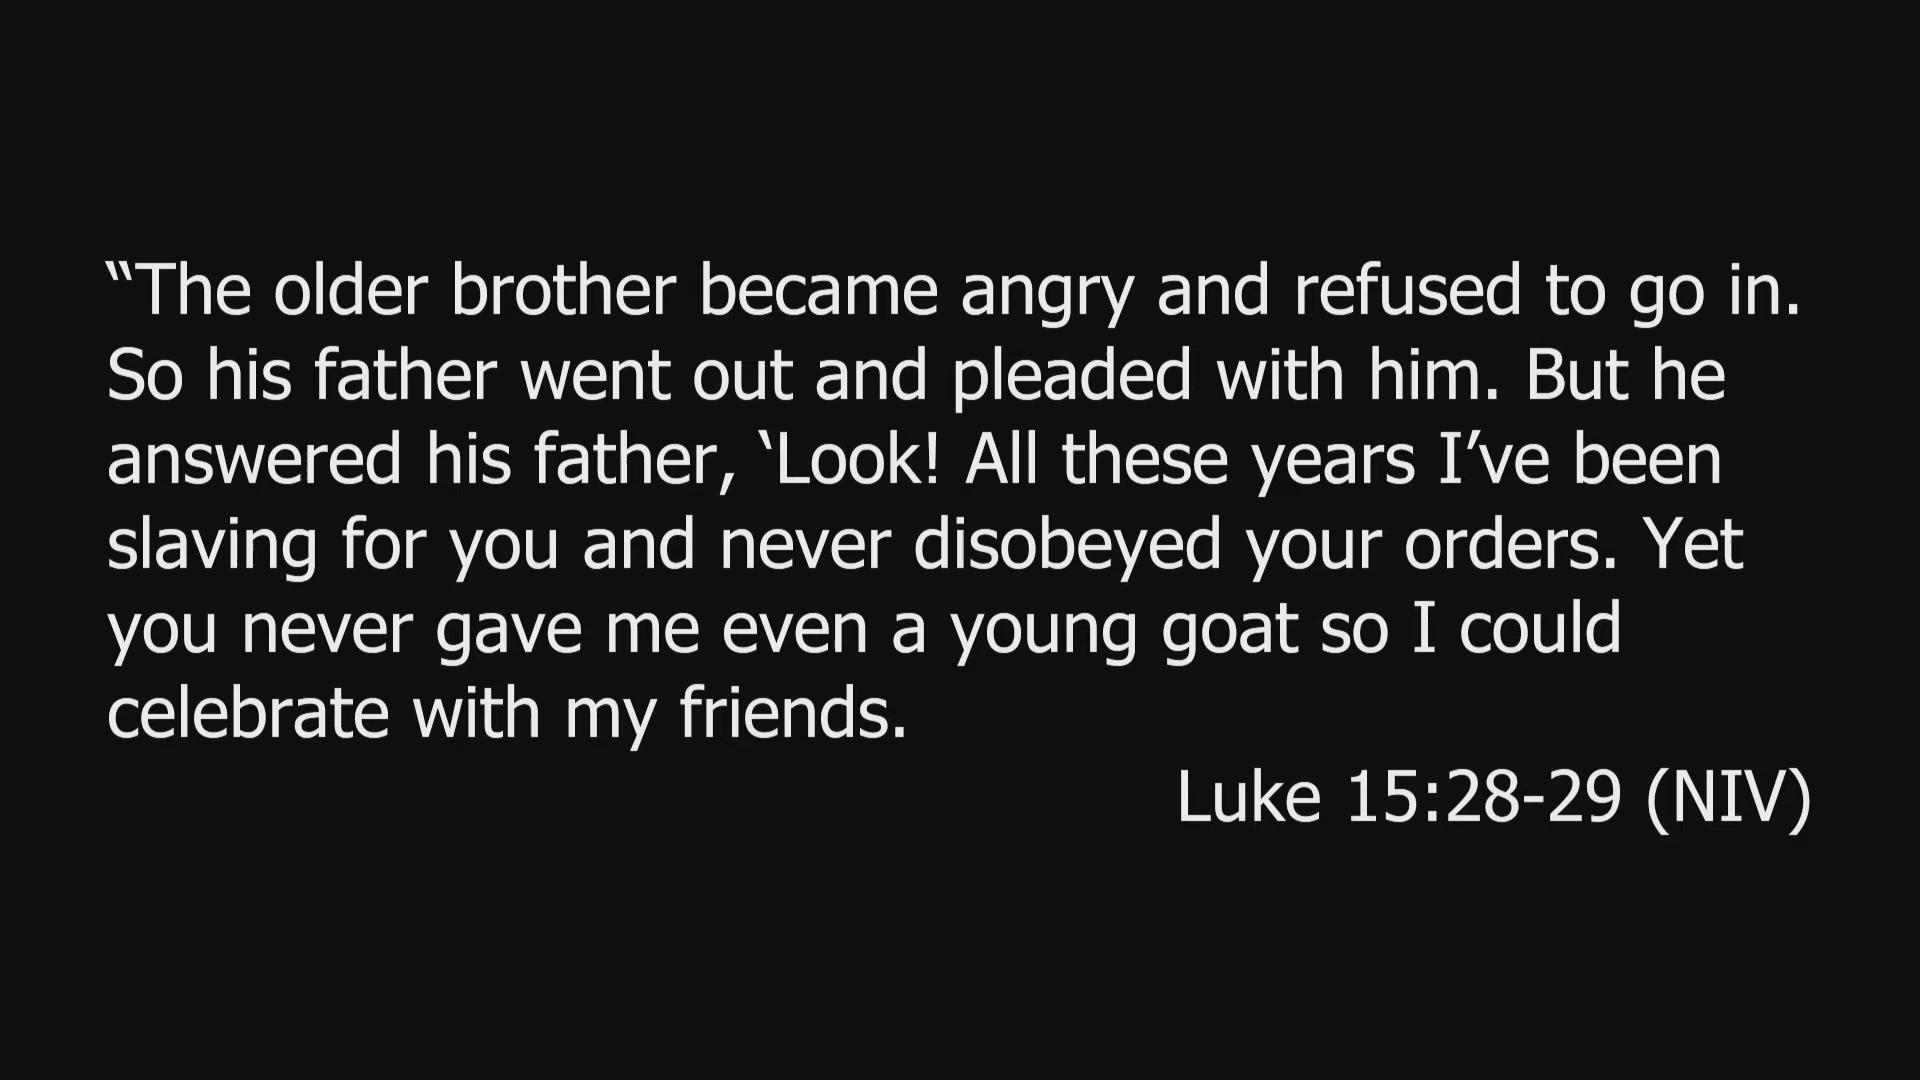 “The older brother became angry and refused to go in.
So his father went out and pleaded with him. But he
answered his father, ‘Look! All these years I’ve been
slaving for you and never disobeyed your orders. Yet
you never gave me even a young goat so I could
celebrate with my friends.
Luke 15:28-29 (NIV)